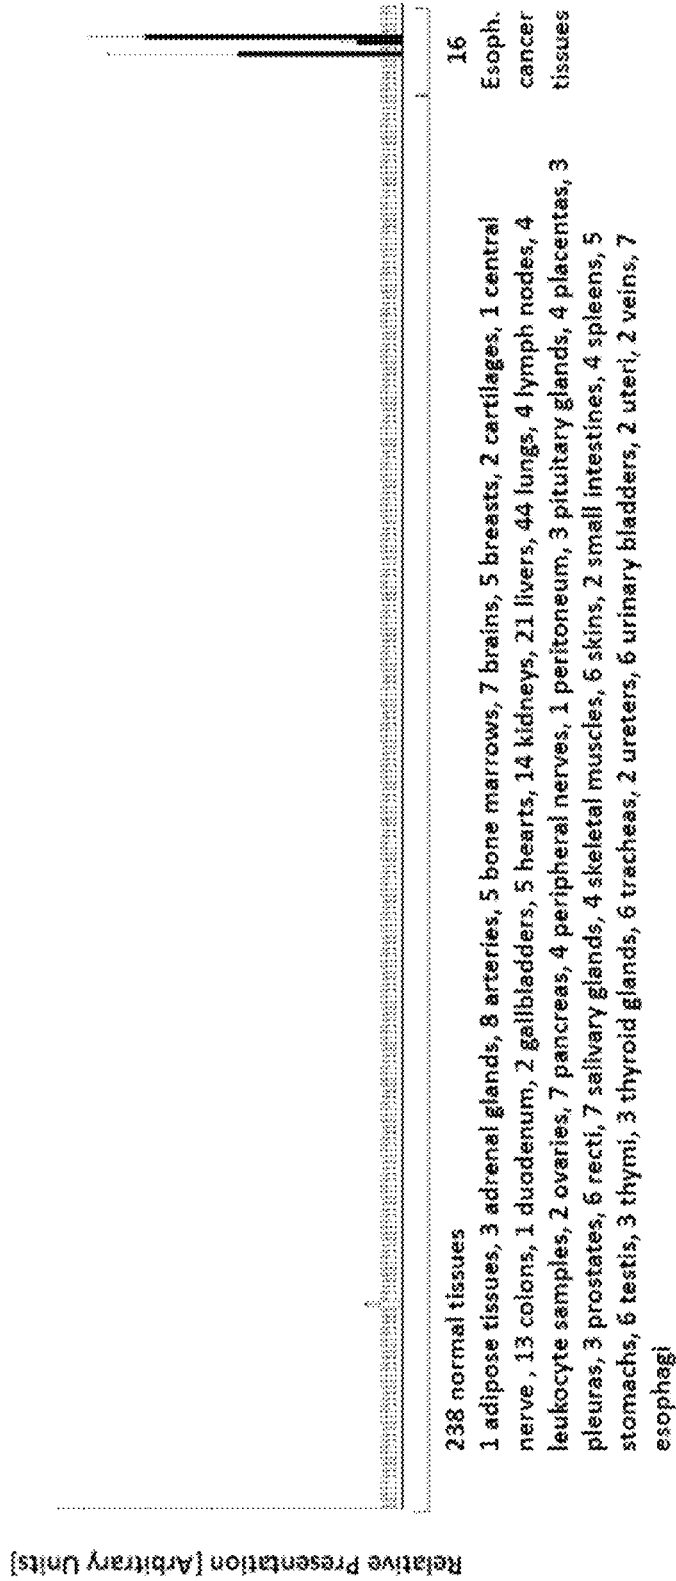 Relative Presentation [Arbitrary Units]
238 normal tissues
1 adipose tissues, 3 adrenal glands, 8 arteries, 5 bone marrows, 7 brains, 5 breasts, 2 cartilages, 1 central
nerve , 13 colons, 1 duodenum, 2 gallbladders, 5 hearts, 14 kidneys, 21 livers, 44 lungs, 4 lymph nodes, 4
leukocyte samples, 2 ovaries, 7 pancreas, 4 peripheral nerves, 1 peritoneum, 3 pituitary glands, 4 placentas, 3
pleuras, 3 prostates, 6 recti, 7 salivary glands, 4 skeletal muscles, 6 skins, 2 small intestines, 4 spleens, 5
stomachs, 6 testis, 3 thymi, 3 thyroid glands, 6 tracheas, 2 ureters, 6 urinary bladders, 2 uteri, 2 veins, 7
esophagi
16
Esoph.
cancer
tissues